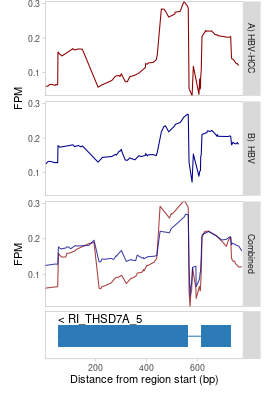 0.3
0.2
0.1
FPM
A) HBV-HCC
0.3
0.2
0.1
B) HBV
0.3
0.2
0.1
FPM
Combined
< RI_THSD7A_5
200 400 600
Distance from region start (bp)